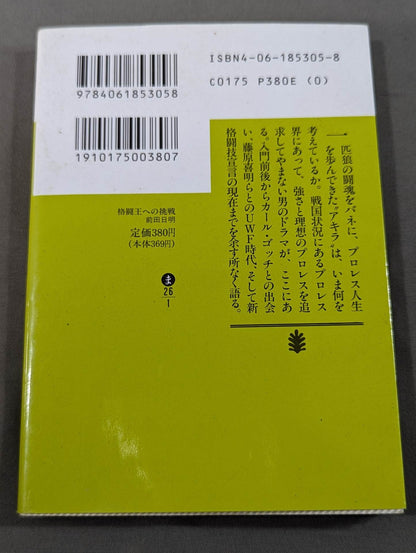 9784061853058
1910175003807
ISBN4-06-185305-8
C0175 P380E (0)
格闘王への挑戦
前田日明
定価380円
(本体369円)
ま
26
1
一匹狼の闘魂をバネに、プロレス人生
を歩んできた“アキラ”は、いま何を
考えているか。戦国状況にあるプロレス
界にあって、強さと理想のプロレスを追
求してやまない男のドラマが、ここにあ
る。入門前後からカール・ゴッチとの出会
い、藤原喜明らとのUWF時代、そして新
格闘技宣言の現在までを余す所なく語る。